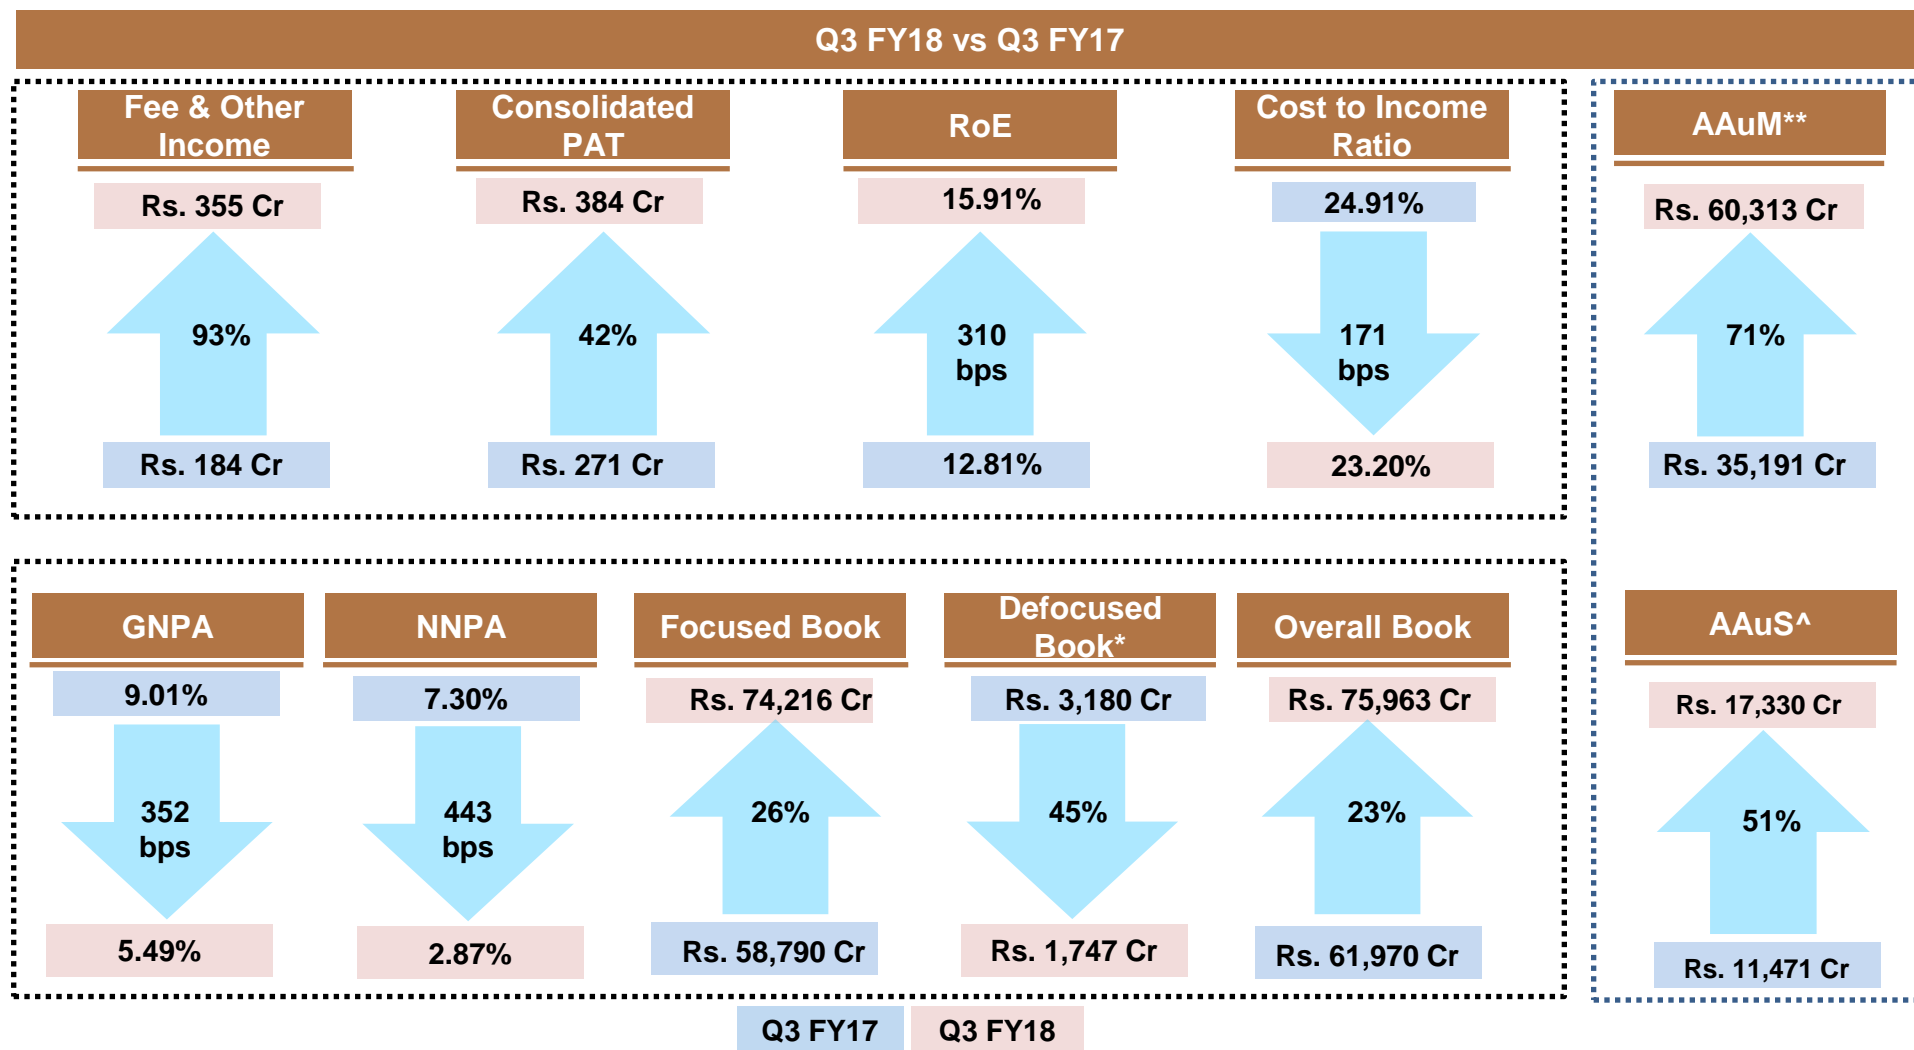 Q3 FY18 vs Q3 FY17
Fee & Other
Income
Rs. 355 Cr
93%
Rs. 184 Cr
Consolidated
PAT
Rs. 384 Cr
42%
Rs. 271 Cr
RoE
15.91%
310
bps
12.81%
Cost to Income
Ratio
24.91%
171
bps
23.20%
AAuM**
Rs. 60,313 Cr
71%
Rs. 35,191 Cr
GNPA
9.01%
352
bps
5.49%
NNPA
7.30%
443
bps
2.87%
Focused Book
Rs. 74,216 Cr
26%
Rs. 58,790 Cr
Defocused
Book*
Rs. 3,180 Cr
45%
Rs. 1,747 Cr
Overall Book
Rs. 75,963 Cr
23%
Rs. 61,970 Cr
AAuS^
Rs. 17,330 Cr
51%
Rs. 11,471 Cr
Q3 FY17
Q3 FY18